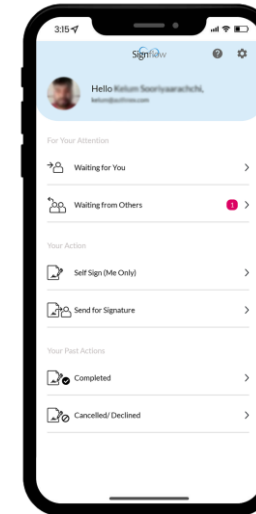 3:15
Signflow
Hello
For Your Attention
Waiting for You
Waiting from Others
1
Your Action
Self Sign (Me Only)
Send for Signature
Your Past Actions
Completed
Cancelled/ Declined